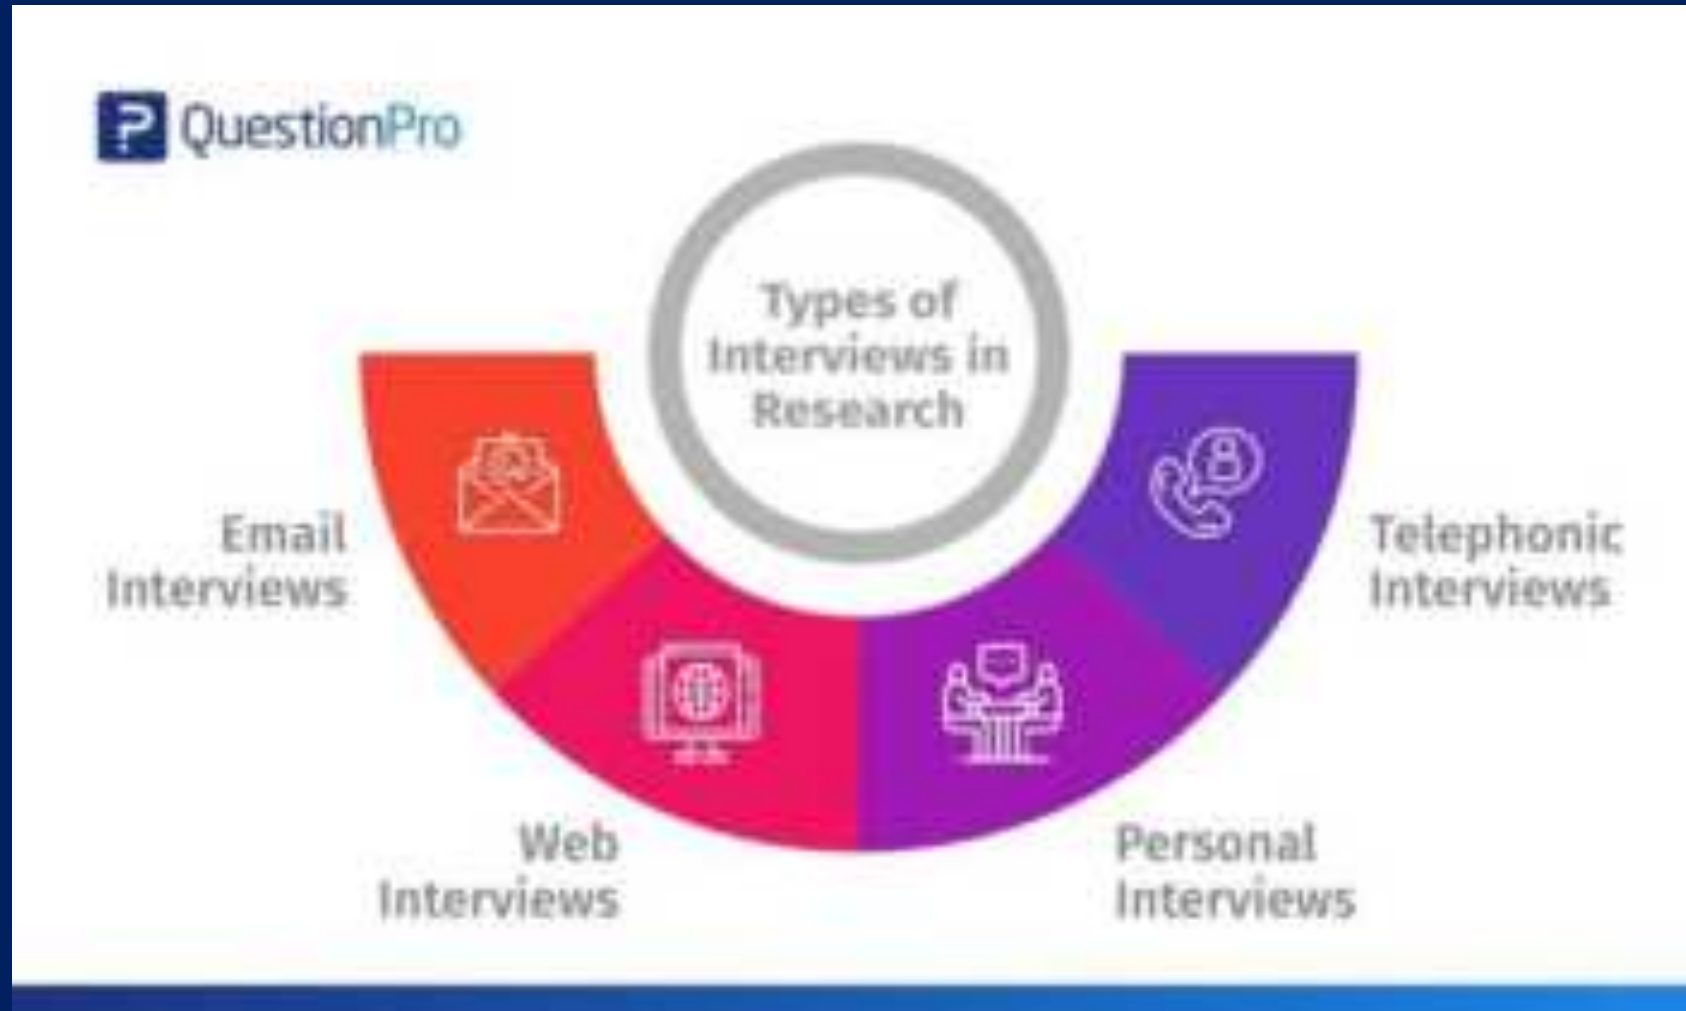 QuestionPro
Types of
Interviews in
Research
Email
Interviews
Web
Interviews
Personal
Interviews
Telephonic
Interviews